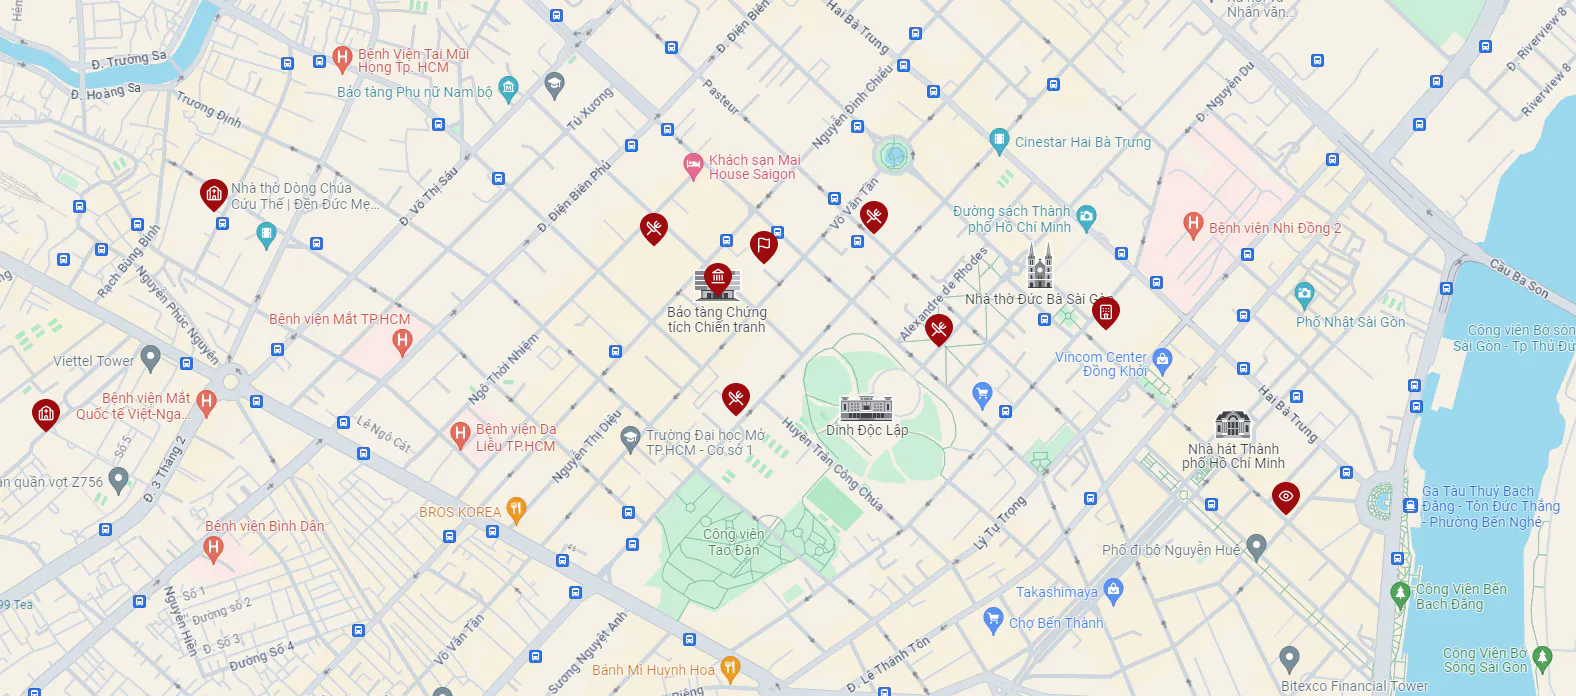 Nhân văn...
Hai Bà Trưng
Đ. Điện Biên
Đ. Riverview 8
Riverview 8
Đ. Trường Sa
Đ. Hoàng Sa
Bệnh Viện Tai Mũi
Họng Tp. HCM
Bảo tàng Phụ nữ Nam bộ
Trương Định
Tú Xương
Pasteur
Nguyễn Đình Chiểu
Đ. Nguyễn Du
Cinestar Hai Bà Trưng
Khách sạn Mai
House Saigon
Nhà thờ Dòng Chúa
Cứu Thế | Đền Đức Mẹ...
Đ. Võ Thị Sáu
Đ. Điện Biên Phủ
Võ Văn Tần
Đường sách Thành
phố Hồ Chí Minh
Bệnh viện Nhi Đồng 2
Rạch Bùng Binh
Nguyễn Phúc Nguyên
Cầu Ba Son
Alexandre de Rhodes
Nhà thờ Đức Bà Sài Gòn
Bảo tàng Chứng
tích Chiến tranh
Bệnh viện Mắt TP.HCM
Phố Nhật Sài Gòn
Công viên Bờ sôn
Sài Gòn - Tp Thủ Đứ
Viettel Tower
Ngô Thời Nhiệm
Vincom Center
Đồng Khởi
Bệnh viện Mắt
Quốc tế Việt-Nga...
Hai Bà Trưng
Lê Ngô Cát
Số 5
Đ. 3 Tháng 2
Bệnh viện Da
Liễu TP.HCM
Nguyễn Thị Diệu
Trường Đại học Mở
TP.HCM - Cơ sở 1
Huyền Trân Công Chúa
Dinh Độc Lập
Nhà hát Thành
phố Hồ Chí Minh
ân quần vợt Z756
BROS KOREA
Bệnh viện Bình Dân
Công viên
Tao Đàn
Lý Tự Trọng
Ga Tàu Thuỷ Bạch
Đằng - Tôn Đức Thắng
- Phường Bến Nghé
Phố đi bộ Nguyễn Huệ
99 Tea
Số 1
Đường số 2
Đ. Số 3
Đường Số 4
Nguyễn Hiền
Võ Văn Tần
Sương Nguyệt Anh
Takashimaya
Chợ Bến Thành
Công Viên Bến
Bạch Đằng
Bánh Mì Huynh Hoa
Đ. Lê Thánh Tôn
Công Viên Bờ
Sông Sài Gòn
Bitexco Financial Tower